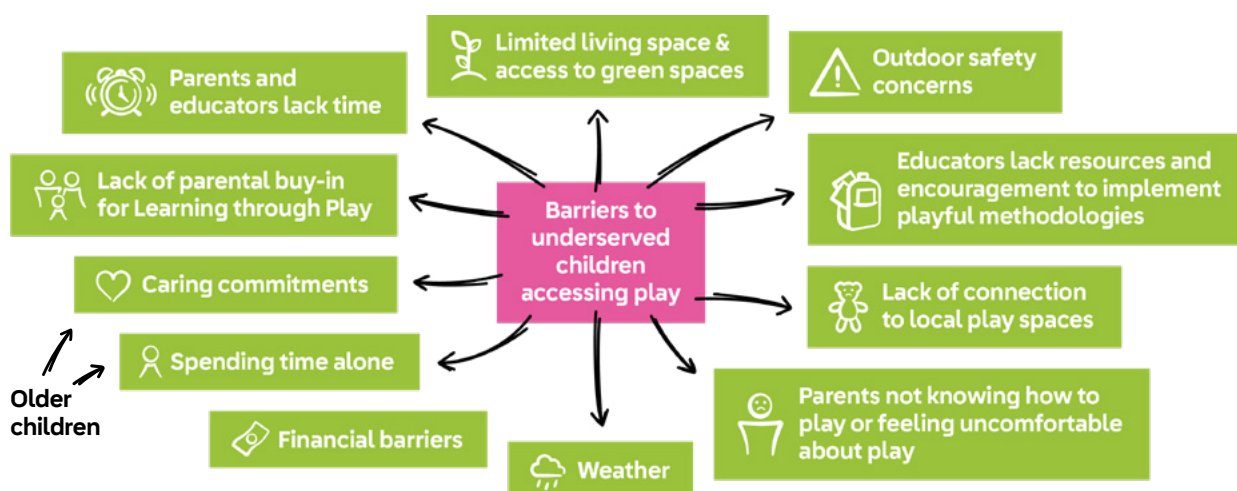 Limited living space &
access to green spaces
Outdoor safety
concerns
Parents and
educators lack time
Educators lack resources and
encouragement to implement
playful methodologies
Lack of parental buy-in
for Learning through Play
Barriers to
underserved
children
accessing play
Caring commitments
Lack of connection
to local play spaces
Spending time alone
Older
children
Parents not knowing how to
play or feeling uncomfortable
about play
Financial barriers
Weather